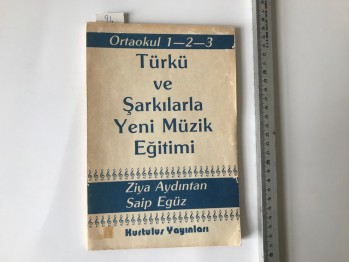 Ortaokul 1—2—3
Türkü
ve
Şarkılarla
Yeni Müzik
Eğitimi
Ziya Aydıntan
Saip Egüz
Kurtuluş Yayınları